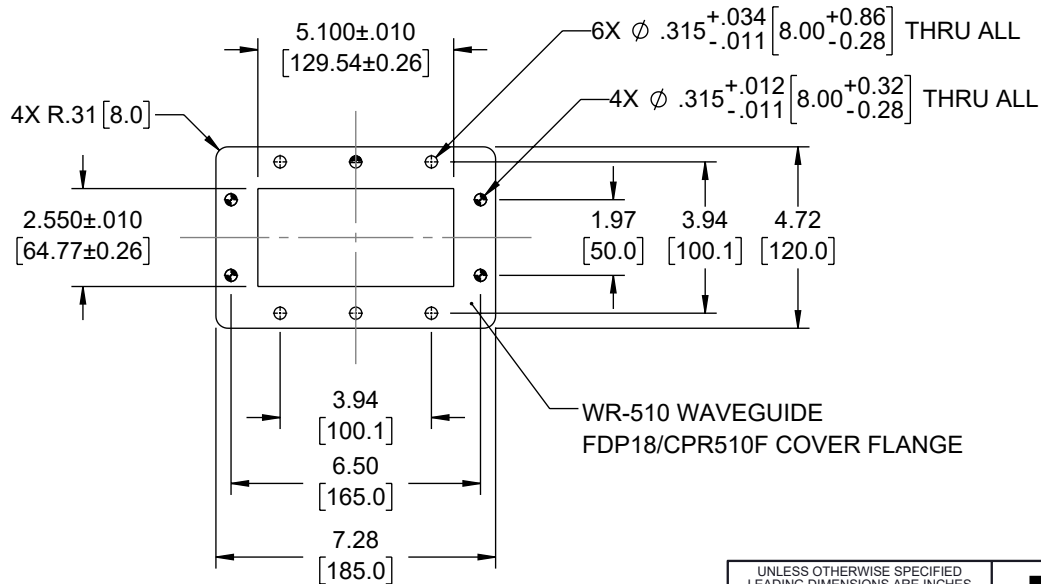 5.100±.010
[129.54±0.26]
6X ∅ .315 +.034 -.011 [8.00 +0.86 -0.28] THRU ALL
4X ∅ .315 +.012 -.011 [8.00 +0.32 -0.28] THRU ALL
4X R.31 [8.0]
2.550±.010
[64.77±0.26]
1.97
[50.0]
3.94
[100.1]
4.72
[120.0]
3.94
[100.1]
WR-510 WAVEGUIDE
FDP18/CPR510F COVER FLANGE
6.50
[165.0]
7.28
[185.0]
UNLESS OTHERWISE SPECIFIED